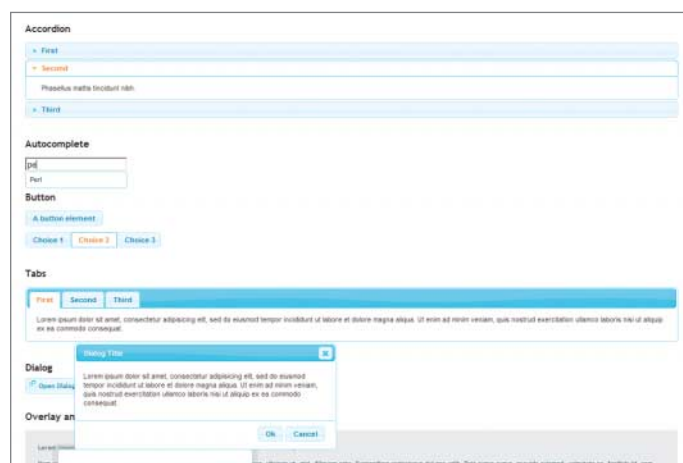 Accordion
First
Second
Phasellus mattis tincidunt nibh.
Third
Autocomplete
pe
Perl
Button
A button element
Choice 1 Choice 2 Choice 3
Tabs
First Second Third
Lorem ipsum dolor sit amet, consectetur adipisicing elit, sed do eiusmod tempor incididunt ut labore et dolore magna aliqua. Ut enim ad minim veniam, quis nostrud exercitation ullamco laboris nisi ut aliquip
ex ea commodo consequat.
Dialog Title
Dialog
Open Dialog
Lorem ipsum dolor sit amet, consectetur adipisicing elit, sed do eiusmod
tempor incididunt ut labore et dolore magna aliqua. Ut enim ad minim veniam,
quis nostrud exercitation ullamco laboris nisi ut aliquip ex ea commodo
consequat.
Overlay an
Ok Cancel